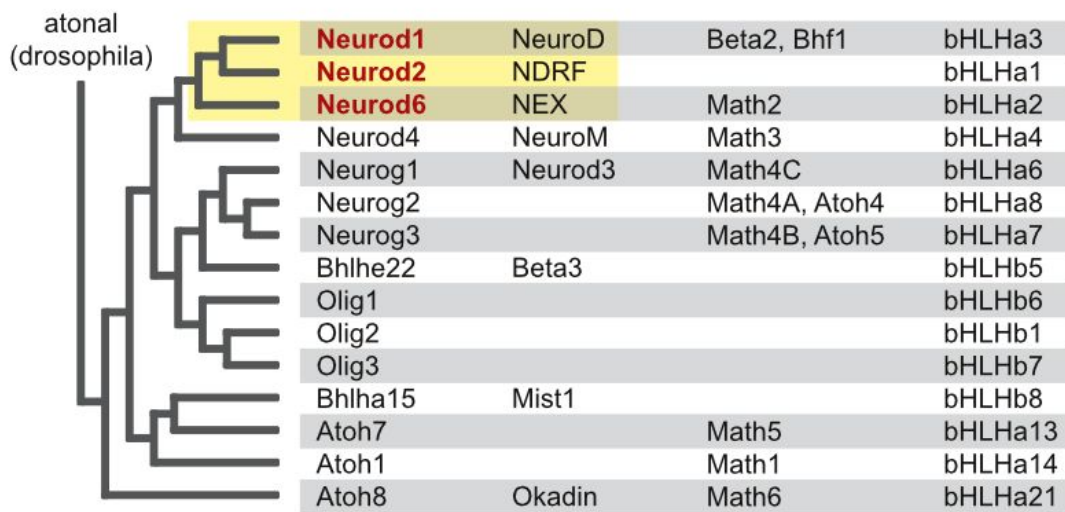 atonal
(drosophila)
Neurod1 NeuroD Beta2, Bhf1 bHLHa3
Neurod2 NDRF bHLHa1
Neurod6 NEX Math2 bHLHa2
Neurod4 NeuroM Math3 bHLHa4
Neurog1 Neurod3 Math4C bHLHa6
Neurog2 Math4A, Atoh4 bHLHa8
Neurog3 Math4B, Atoh5 bHLHa7
Bhlhe22 Beta3 bHLHb5
Olig1 bHLHb6
Olig2 bHLHb1
Olig3 bHLHb7
Bhlha15 Mist1 bHLHb8
Atoh7 Math5 bHLHa13
Atoh1 Math1 bHLHa14
Atoh8 Okadin Math6 bHLHa21